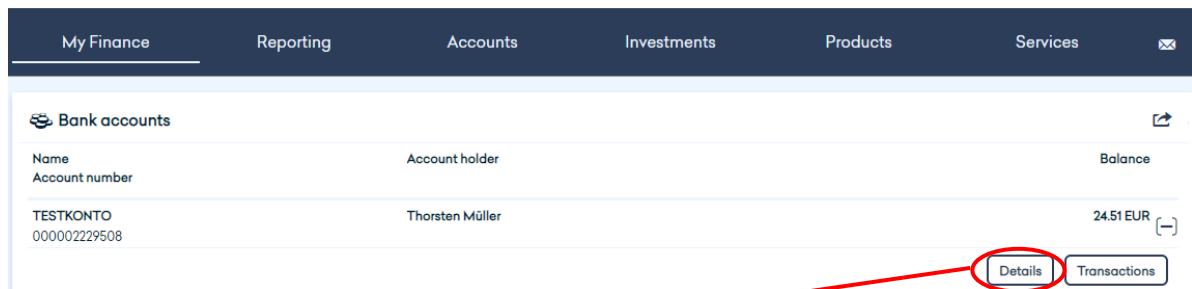 My Finance Reporting Accounts Investments Products Services
Bank accounts
Name Account holder Balance
Account number
TESTKONTO Thorsten Müller 24.51 EUR
000002229508
Details Transactions